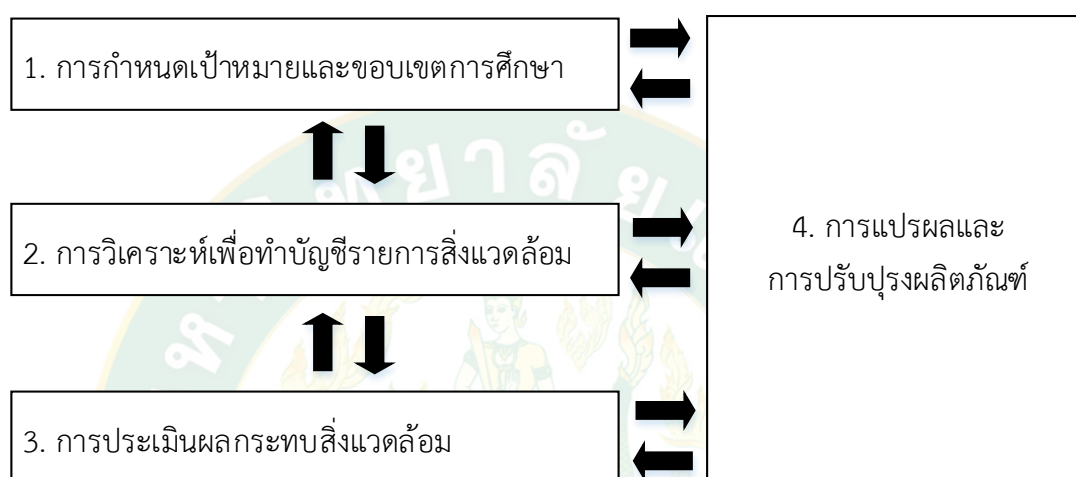 1. การกำหนดเป้าหมายและขอบเขตการศึกษา
2. การวิเคราะห์เพื่อทำบัญชีรายการสิ่งแวดล้อม
3. การประเมินผลกระทบสิ่งแวดล้อม
4. การแปรผลและ
การปรับปรุงผลิตภัณฑ์